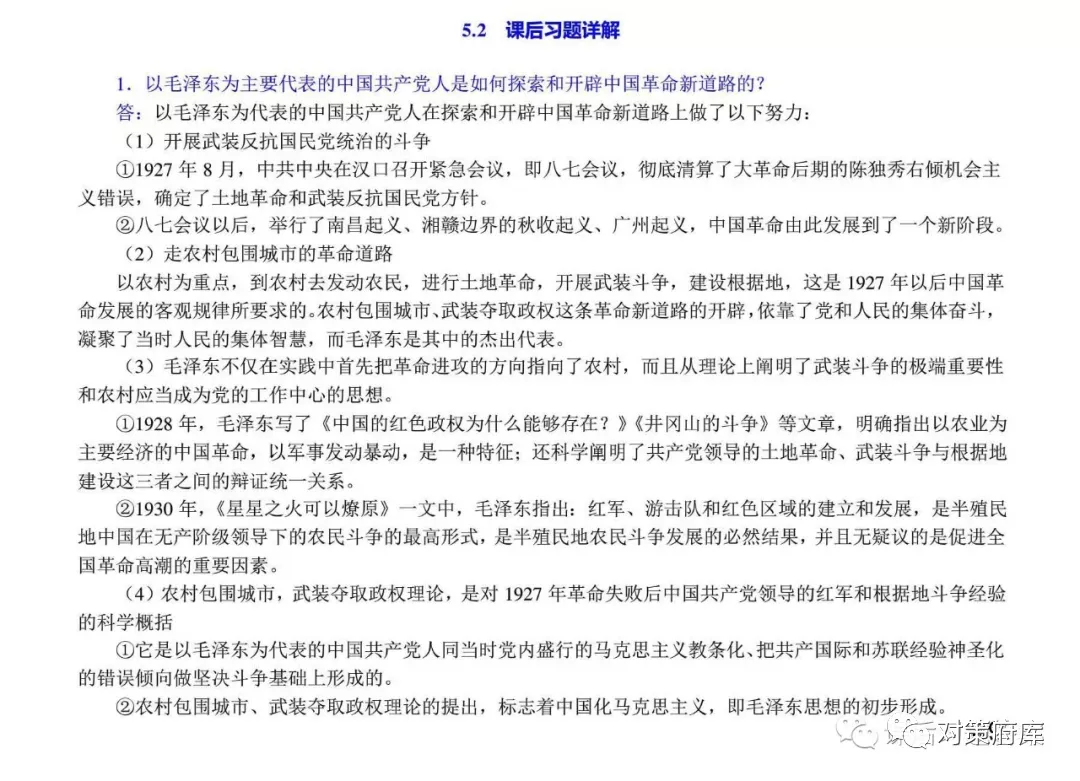 5.2 课后习题详解
1．以毛泽东为主要代表的中国共产党人是如何探索和开辟中国革命新道路的？
答：以毛泽东为代表的中国共产党人在探索和开辟中国革命新道路上做了以下努力：
（1）开展武装反抗国民党统治的斗争
①1927 年 8 月，中共中央在汉口召开紧急会议，即八七会议，彻底清算了大革命后期的陈独秀右倾机会主
义错误，确定了土地革命和武装反抗国民党方针。
②八七会议以后，举行了南昌起义、湘赣边界的秋收起义、广州起义，中国革命由此发展到了一个新阶段。
（2）走农村包围城市的革命道路
以农村为重点，到农村去发动农民，进行土地革命，开展武装斗争，建设根据地，这是 1927 年以后中国革
命发展的客观规律所要求的。农村包围城市、武装夺取政权这条革命新道路的开辟，依靠了党和人民的集体奋斗，
凝聚了当时人民的集体智慧，而毛泽东是其中的杰出代表。
（3）毛泽东不仅在实践中首先把革命进攻的方向指向了农村，而且从理论上阐明了武装斗争的极端重要性
和农村应当成为党的工作中心的思想。
①1928 年，毛泽东写了《中国的红色政权为什么能够存在？》《井冈山的斗争》等文章，明确指出以农业为
主要经济的中国革命，以军事发动暴动，是一种特征；还科学阐明了共产党领导的土地革命、武装斗争与根据地
建设这三者之间的辩证统一关系。
②1930 年，《星星之火可以燎原》一文中，毛泽东指出：红军、游击队和红色区域的建立和发展，是半殖民
地中国在无产阶级领导下的农民斗争的最高形式，是半殖民地农民斗争发展的必然结果，并且无疑议的是促进全
国革命高潮的重要因素。
（4）农村包围城市，武装夺取政权理论，是对 1927 年革命失败后中国共产党领导的红军和根据地斗争经验
的科学概括
①它是以毛泽东为代表的中国共产党人同当时党内盛行的马克思主义教条化、把共产国际和苏联经验神圣化
的错误倾向做坚决斗争基础上形成的。
②农村包围城市、武装夺取政权理论的提出，标志着中国化马克思主义，即毛泽东思想的初步形成。
对策府库